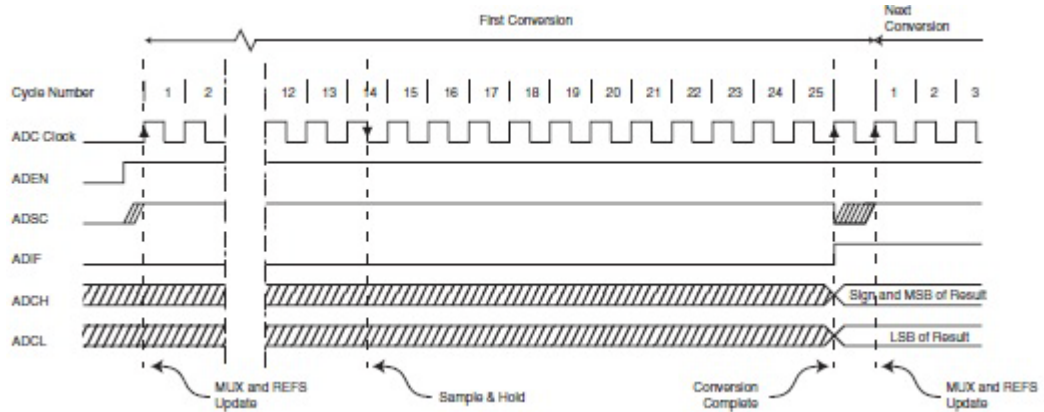 First Conversion
Next
Conversion
Cycle Number 1 2 12 13 14 15 16 17 18 19 20 21 22 23 24 25 1 2 3
ADC Clock
ADEN
ADSC
ADIF
ADCH Sign and MSB of Result
ADCL LSB of Result
MUX and REFS
Update
Sample & Hold
Conversion
Complete
MUX and REFS
Update